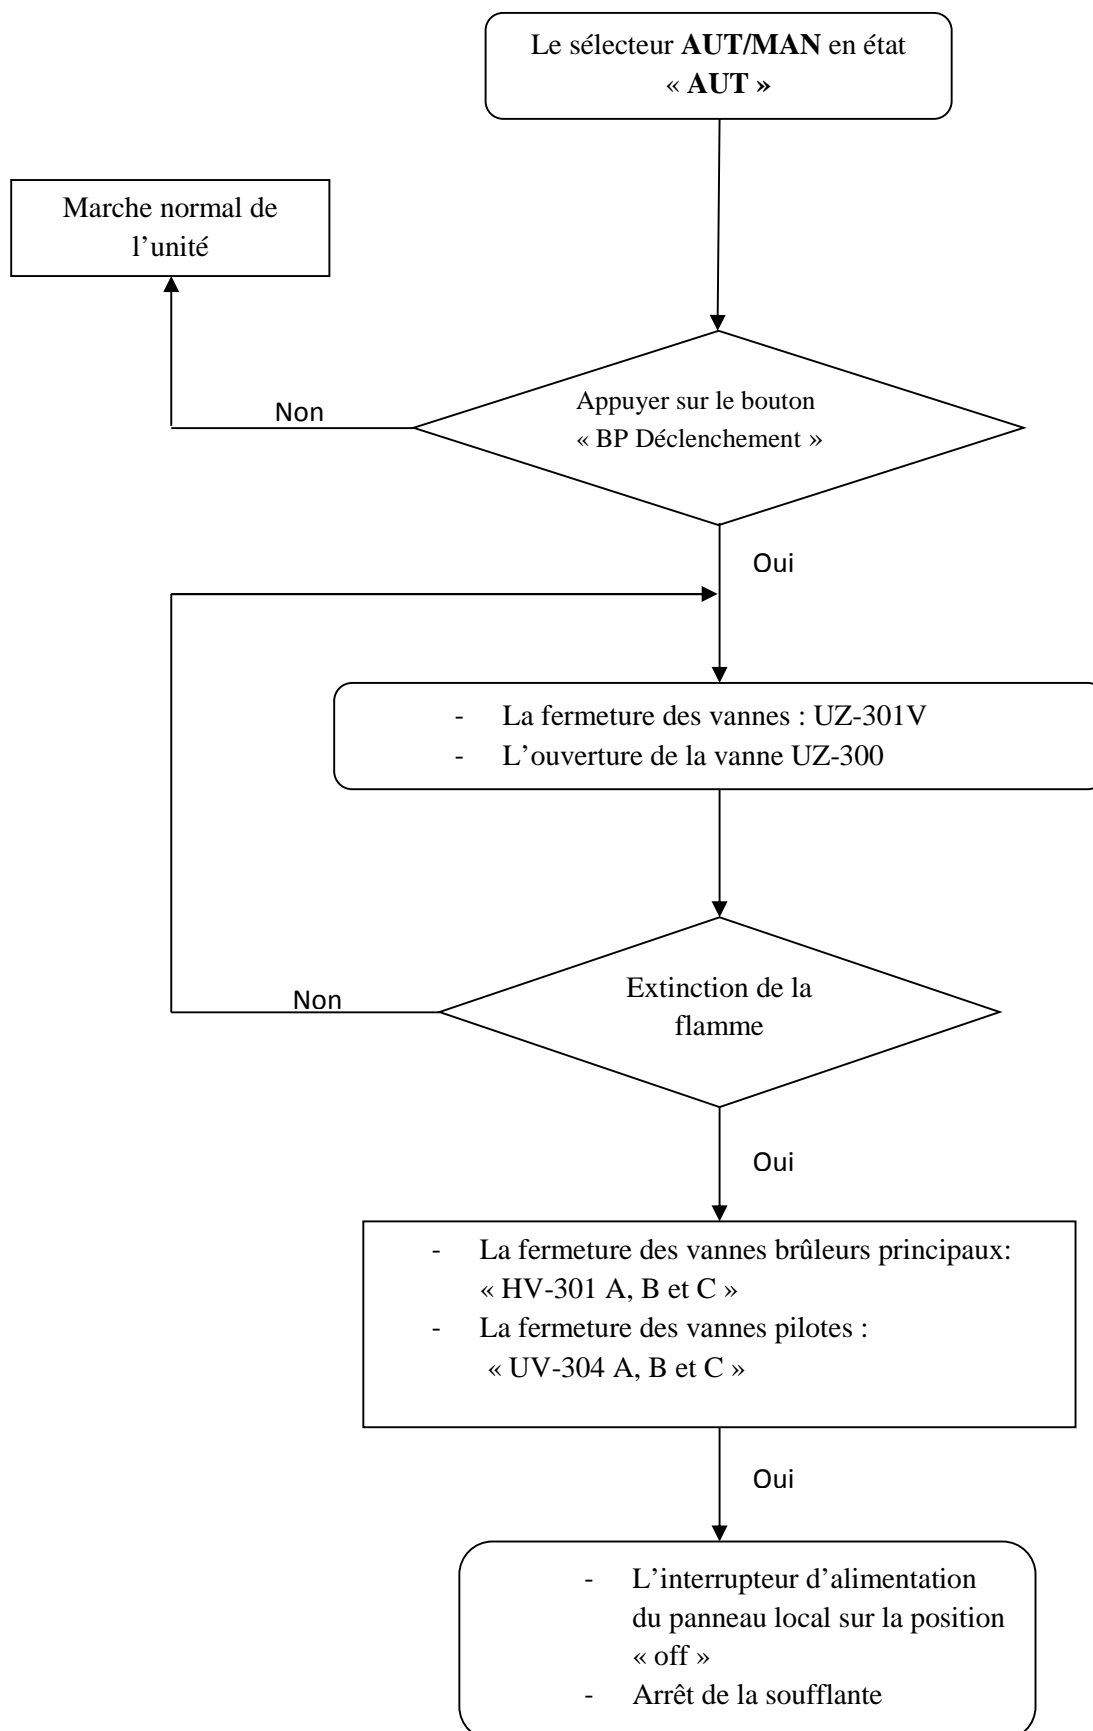 Le sélecteur AUT/MAN en état
« AUT »
Marche normal de
l’unité
Appuyer sur le bouton
« BP Déclenchement »
Non
Oui
- La fermeture des vannes : UZ-301V
- L’ouverture de la vanne UZ-300
Extinction de la
flamme
Non
Oui
- La fermeture des vannes brûleurs principaux:
« HV-301 A, B et C »
- La fermeture des vannes pilotes :
« UV-304 A, B et C »
Oui
- L’interrupteur d’alimentation
du panneau local sur la position
« off »
- Arrêt de la soufflante